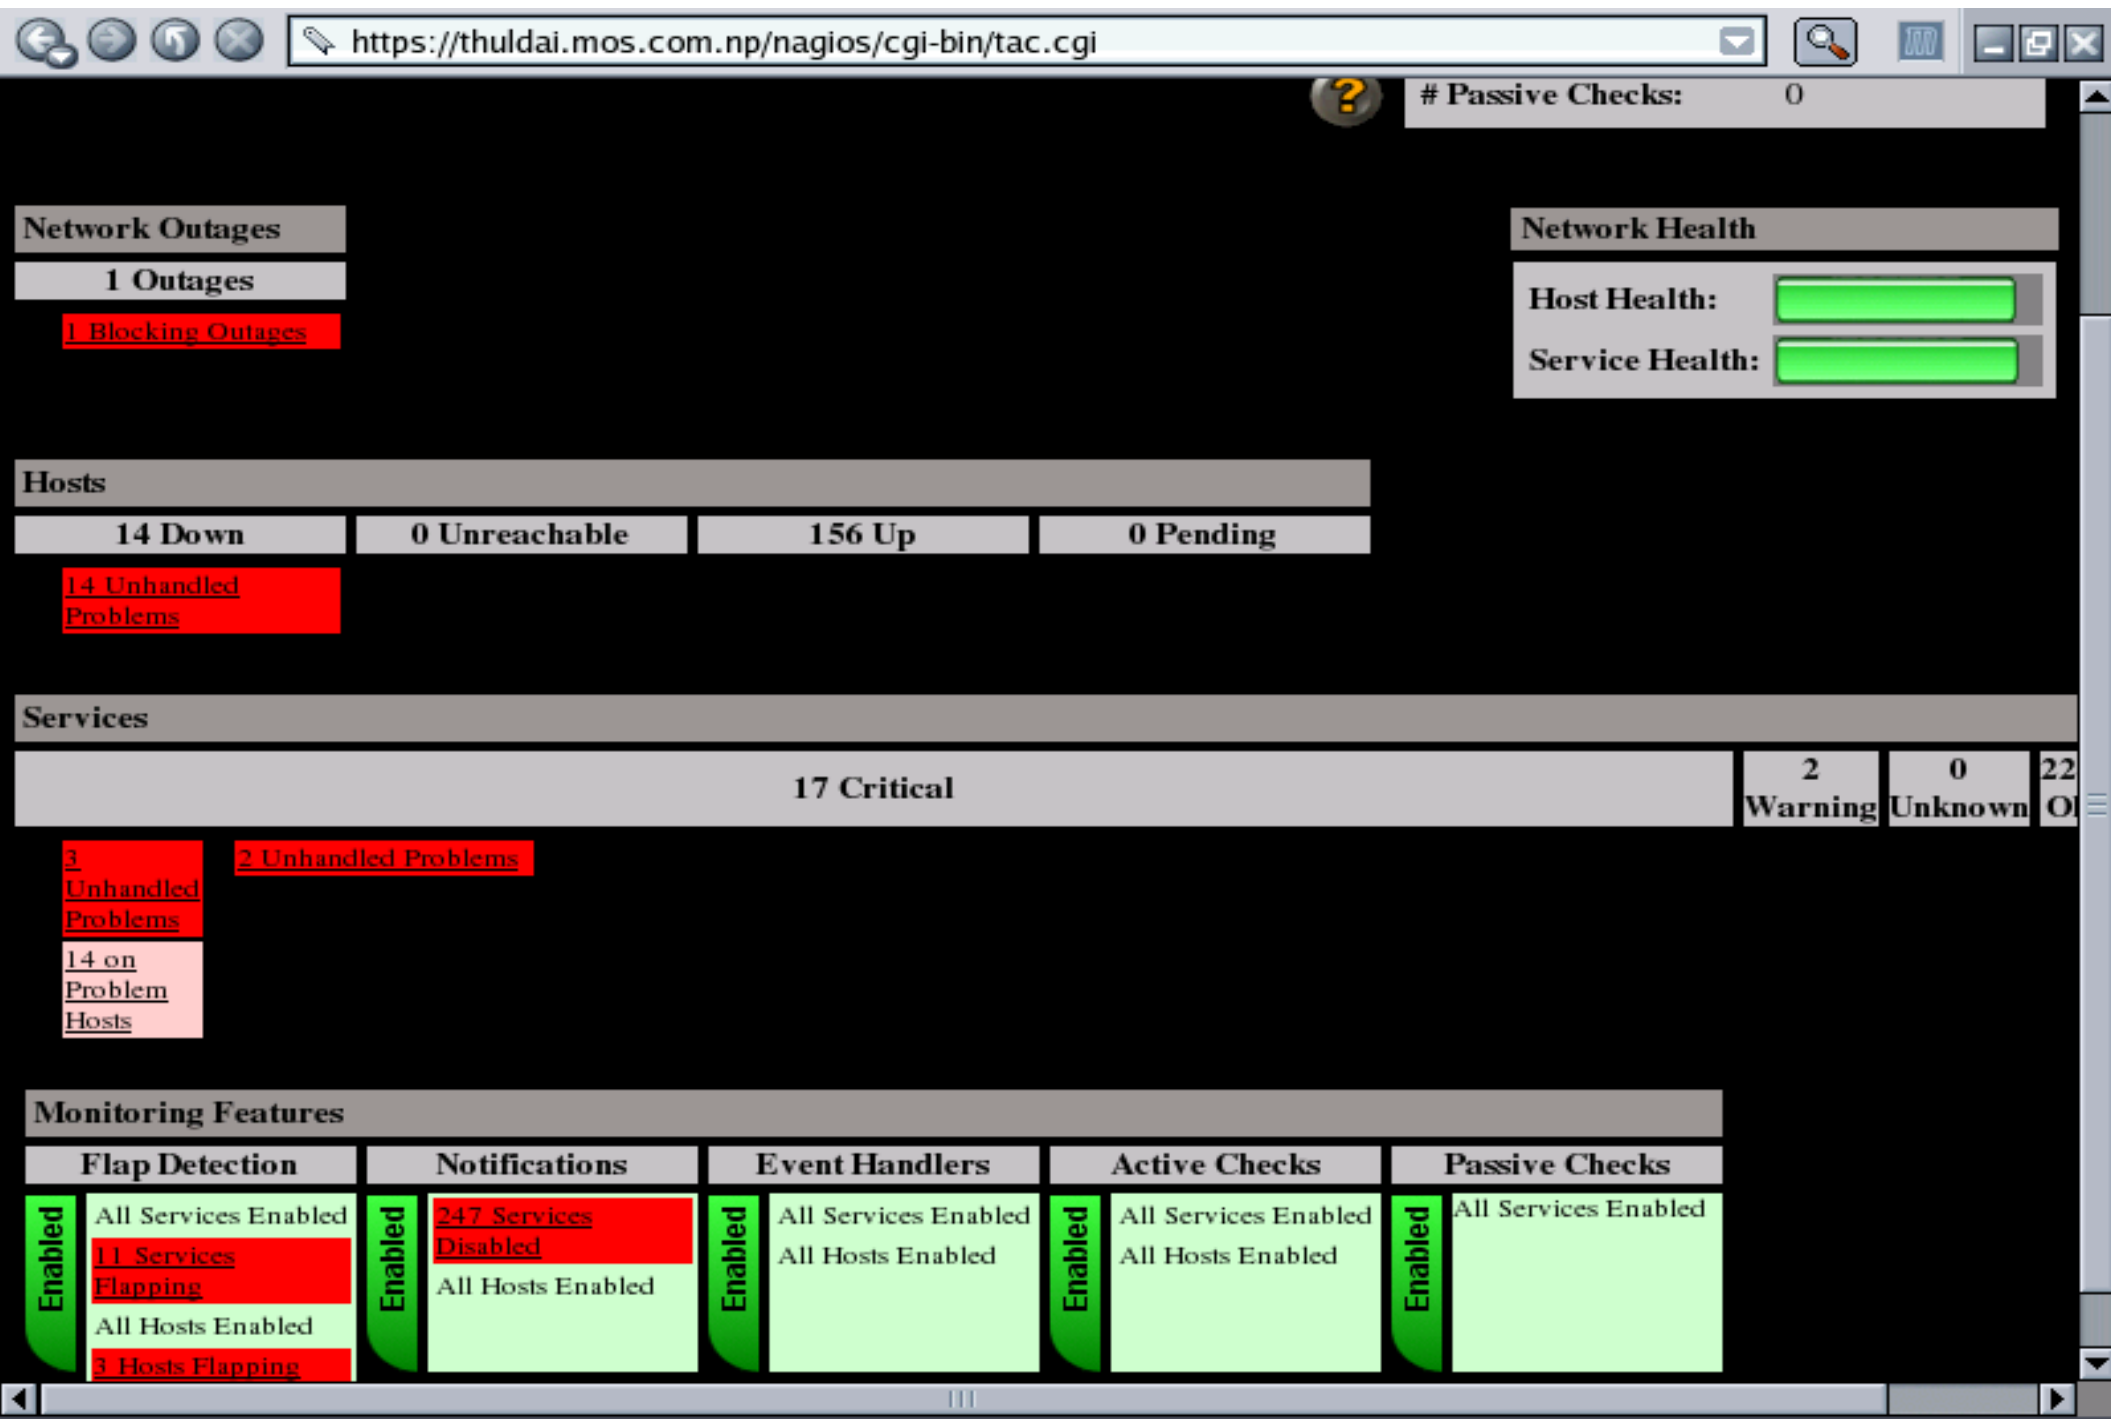 https://thuldai.mos.com.np/nagios/cgi-bin/tac.cgi
# Passive Checks: 0
Network Outages
1 Outages
1 Blocking Outages
Network Health
Host Health:
Service Health:
Hosts
14 Down 0 Unreachable 156 Up 0 Pending
14 Unhandled
Problems
Services
17 Critical
2
Warning
0
Unknown
22
3
Unhandled
Problems
2 Unhandled Problems
14 on
Problem
Hosts
Monitoring Features
Flap Detection Notifications Event Handlers Active Checks Passive Checks
Enabled
All Services Enabled
11 Services
Flapping
All Hosts Enabled
3 Hosts Flapping
Enabled
247 Services
Disabled
All Hosts Enabled
Enabled
All Services Enabled
All Hosts Enabled
Enabled
All Services Enabled
All Hosts Enabled
Enabled
All Services Enabled